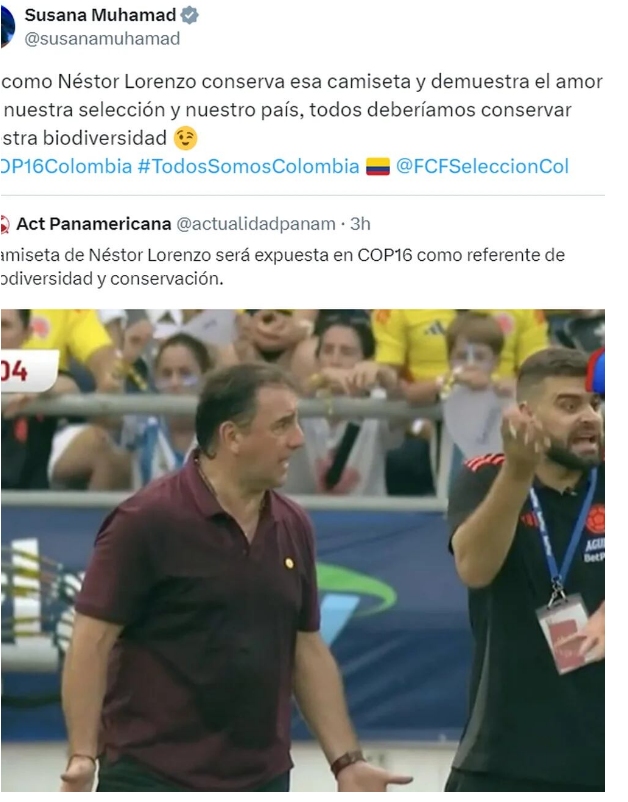 Susana Muhamad
@susanamuhamad
como Néstor Lorenzo conserva esa camiseta y demuestra el amor
nuestra selección y nuestro país, todos deberíamos conservar
stra biodiversidad 😉
OP16Colombia #TodosSomosColombia 🇨🇴 @FCFSeleccionCol
Act Panamericana @actualidadpanam · 3h
amiseta de Néstor Lorenzo será expuesta en COP16 como referente de
odiversidad y conservación.
04
AGUI
BetP